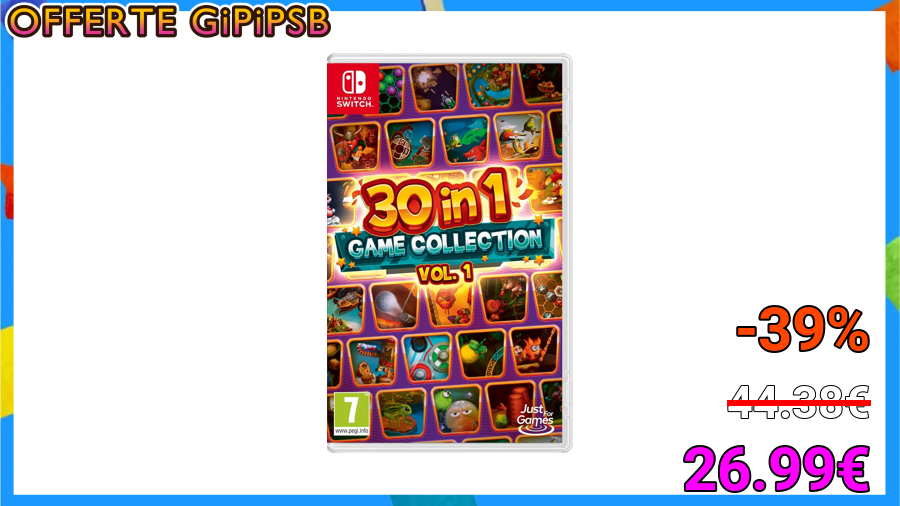 OFFERTE GiPiPSB
NINTENDO
SWITCH
30 in 1
GAME COLLECTION
VOL. 1
-39%
44.38€
26.99€
7
www.pegi.info
Just
For
Games